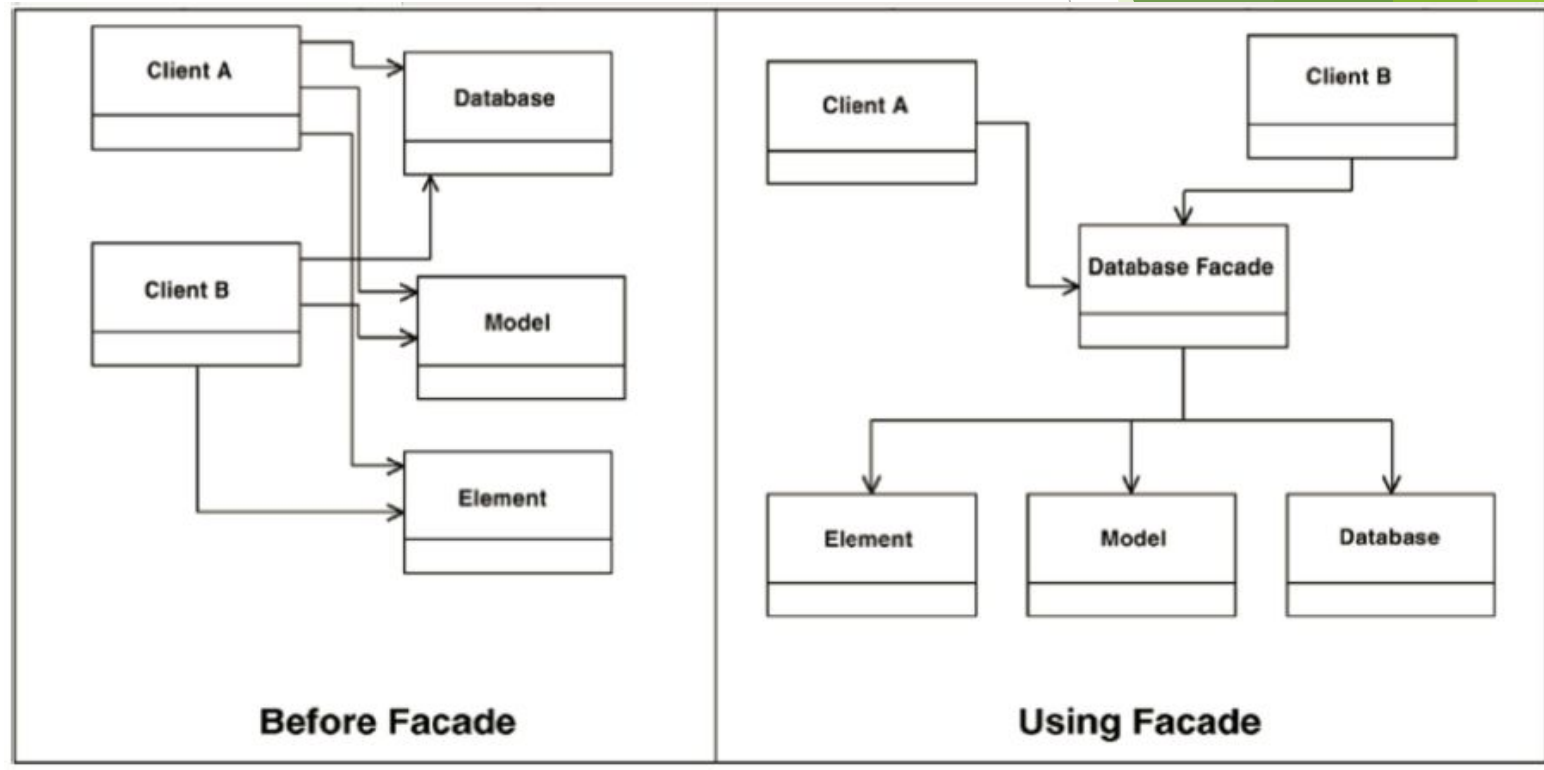 Client A
Database
Client B
Model
Element
Before Facade
Client A
Client B
Database Facade
Element
Model
Database
Using Facade